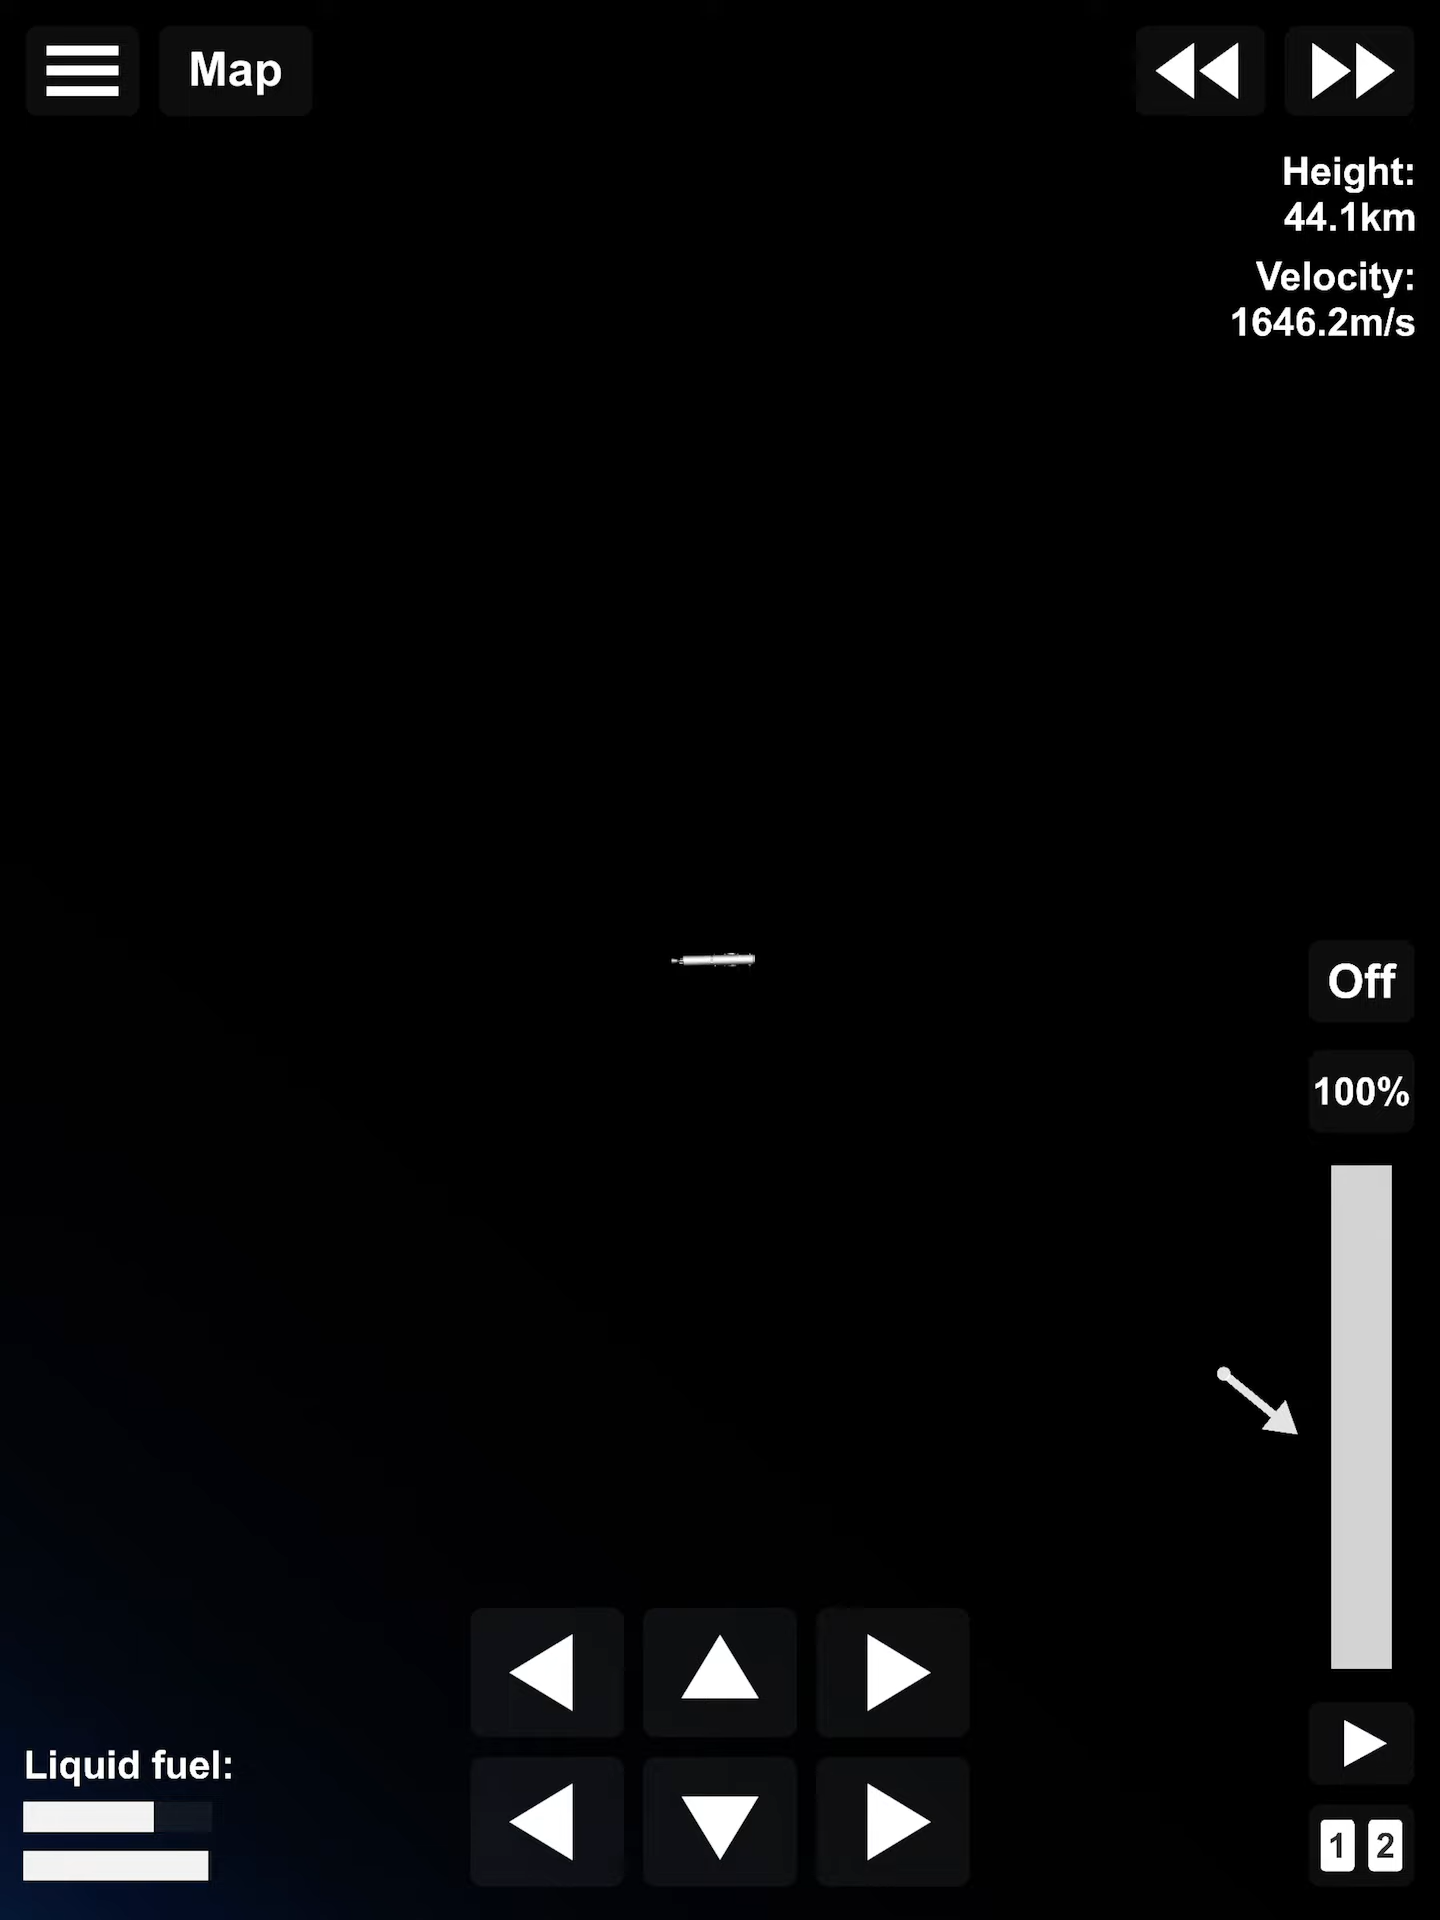 Map
Height:
44.1km
Velocity:
1646.2m/s
Off
100%
Liquid fuel:
1 2